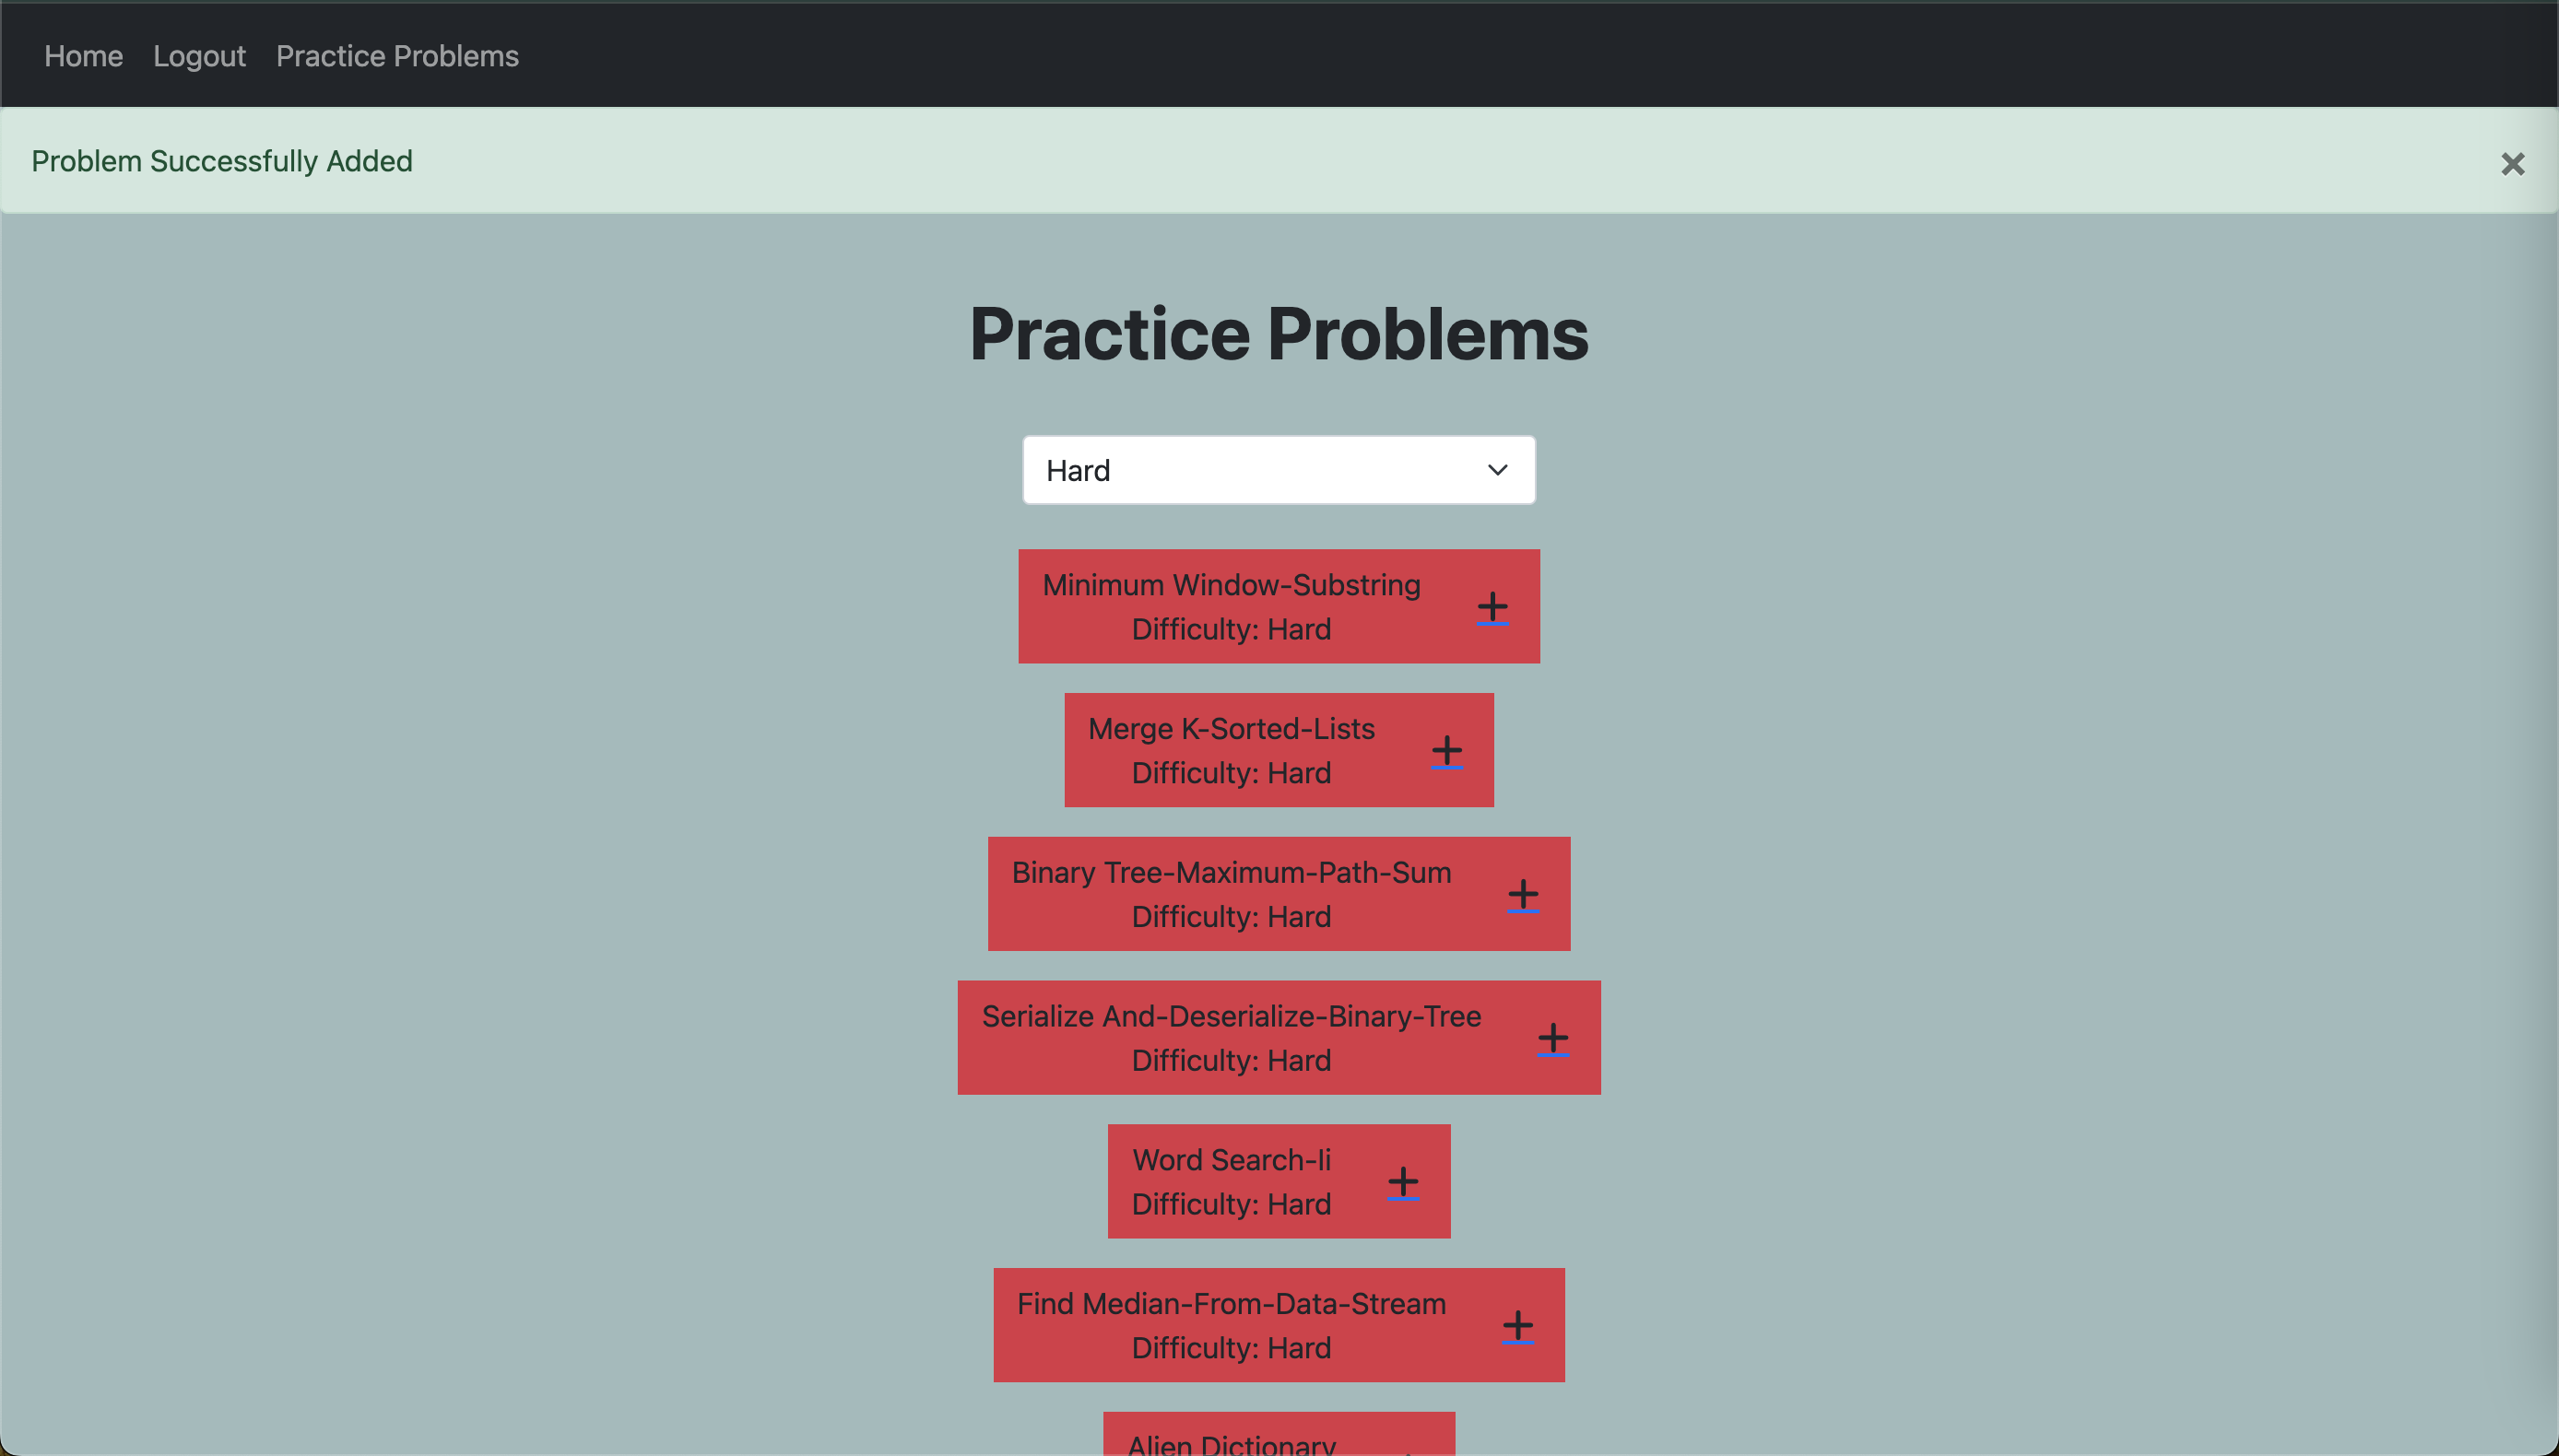 Home Logout Practice Problems
Problem Successfully Added
Practice Problems
Hard
Minimum Window-Substring
Difficulty: Hard
Merge K-Sorted-Lists
Difficulty: Hard
Binary Tree-Maximum-Path-Sum
Difficulty: Hard
Serialize And-Deserialize-Binary-Tree
Difficulty: Hard
Word Search-Ii
Difficulty: Hard
Find Median-From-Data-Stream
Difficulty: Hard
Alien Dictionary